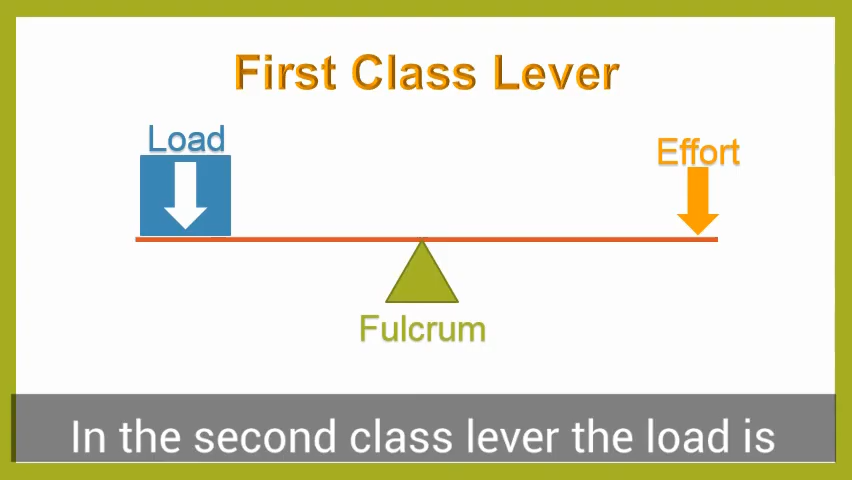 First Class Lever
Load
Effort
Fulcrum
In the second class lever the load is